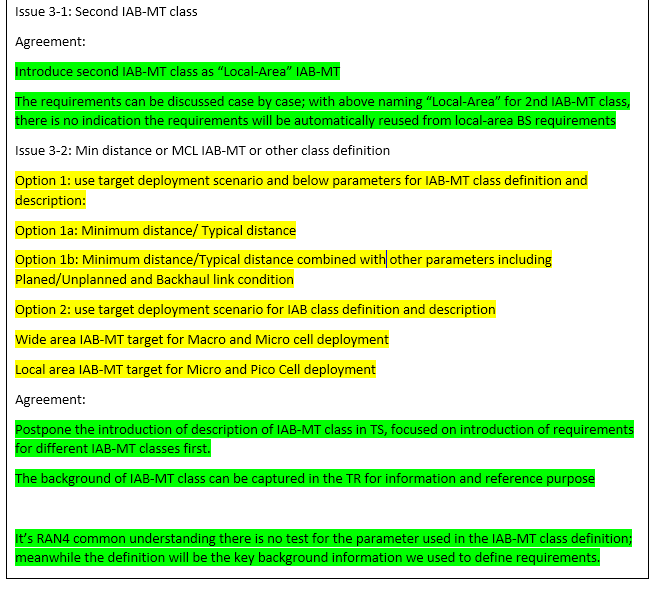 Issue 3-1: Second IAB-MT class
Agreement:
Introduce second IAB-MT class as “Local-Area” IAB-MT
The requirements can be discussed case by case; with above naming “Local-Area” for 2nd IAB-MT class,
there is no indication the requirements will be automatically reused from local-area BS requirements
Issue 3-2: Min distance or MCL IAB-MT or other class definition
Option 1: use target deployment scenario and below parameters for IAB-MT class definition and
description:
Option 1a: Minimum distance/ Typical distance
Option 1b: Minimum distance/Typical distance combined with other parameters including
Planed/Unplanned and Backhaul link condition
Option 2: use target deployment scenario for IAB class definition and description
Wide area IAB-MT target for Macro and Micro cell deployment
Local area IAB-MT target for Micro and Pico Cell deployment
Agreement:
Postpone the introduction of description of IAB-MT class in TS, focused on introduction of requirements
for different IAB-MT classes first.
The background of IAB-MT class can be captured in the TR for information and reference purpose
It’s RAN4 common understanding there is no test for the parameter used in the IAB-MT class definition;
meanwhile the definition will be the key background information we used to define requirements.